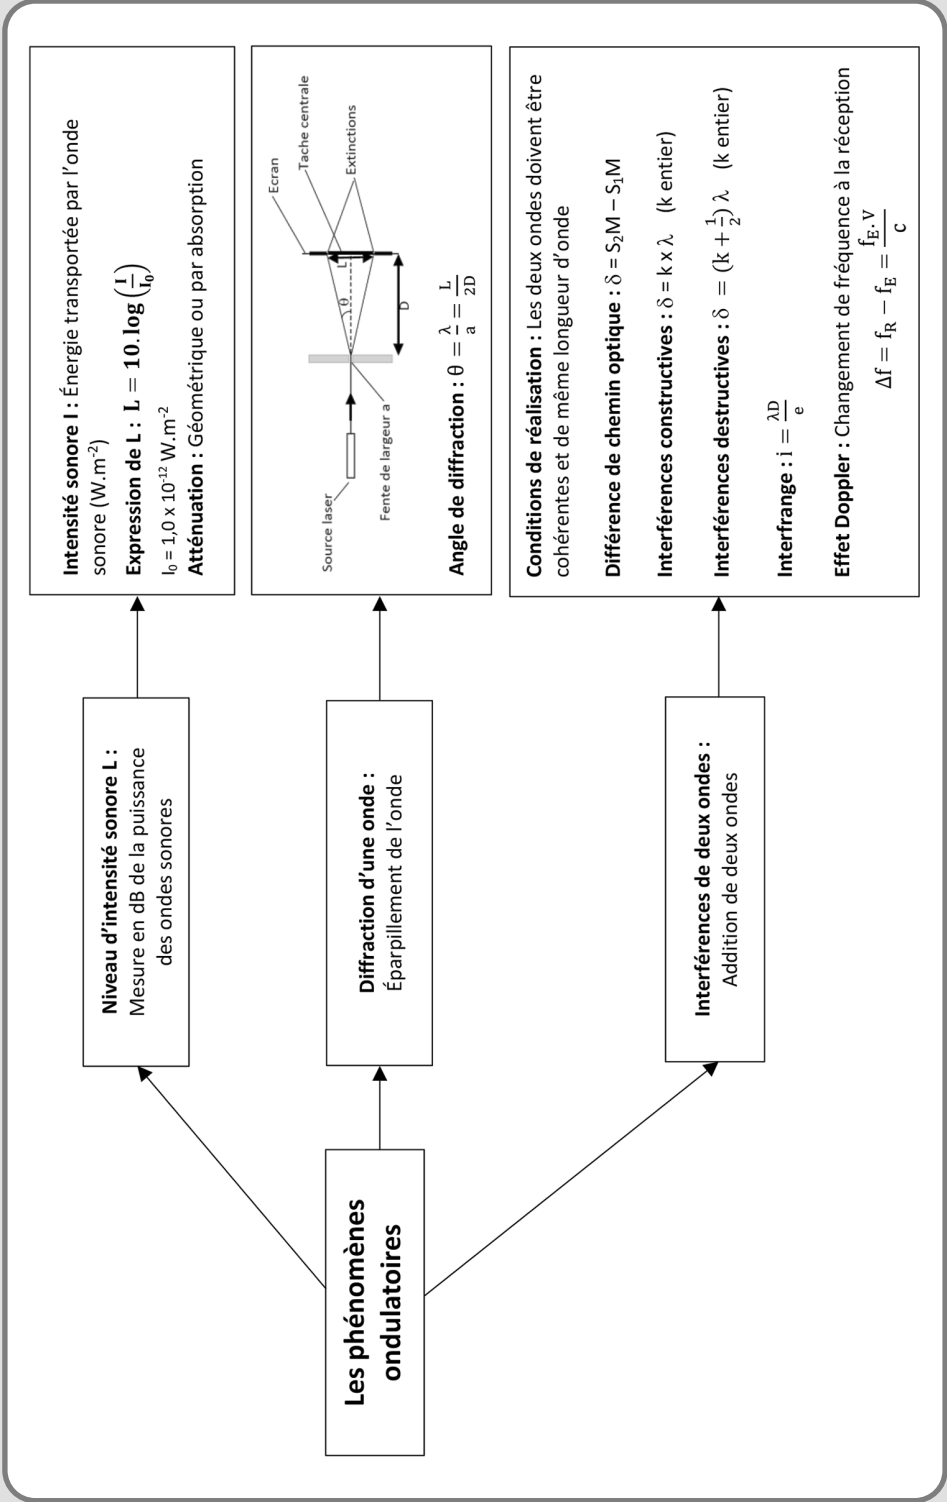 Les phénomènes
ondulatoires
Niveau d'intensité sonore L :
Mesure en dB de la puissance
des ondes sonores
Intensité sonore I : Énergie transportée par l'onde
sonore (W.m⁻²)
Expression de L : L = 10.log (I/I₀)
I₀ = 1,0 x 10⁻¹² W.m⁻²
Atténuation : Géométrique ou par absorption
Diffraction d'une onde :
Éparpillement de l'onde
Ecran
Tache centrale
Extinctions
Source laser
Fente de largeur a
θ
L
D
Angle de diffraction : θ = λ/a = L/2D
Interférences de deux ondes :
Addition de deux ondes
Conditions de réalisation : Les deux ondes doivent être
cohérentes et de même longueur d'onde
Différence de chemin optique : δ = S₂M – S₁M
Interférences constructives : δ = k x λ (k entier)
Interférences destructives : δ = (k + 1/2) λ (k entier)
Interfrange : i = λD/e
Effet Doppler : Changement de fréquence à la réception
Δf = f_R − f_E = f_E.V/c